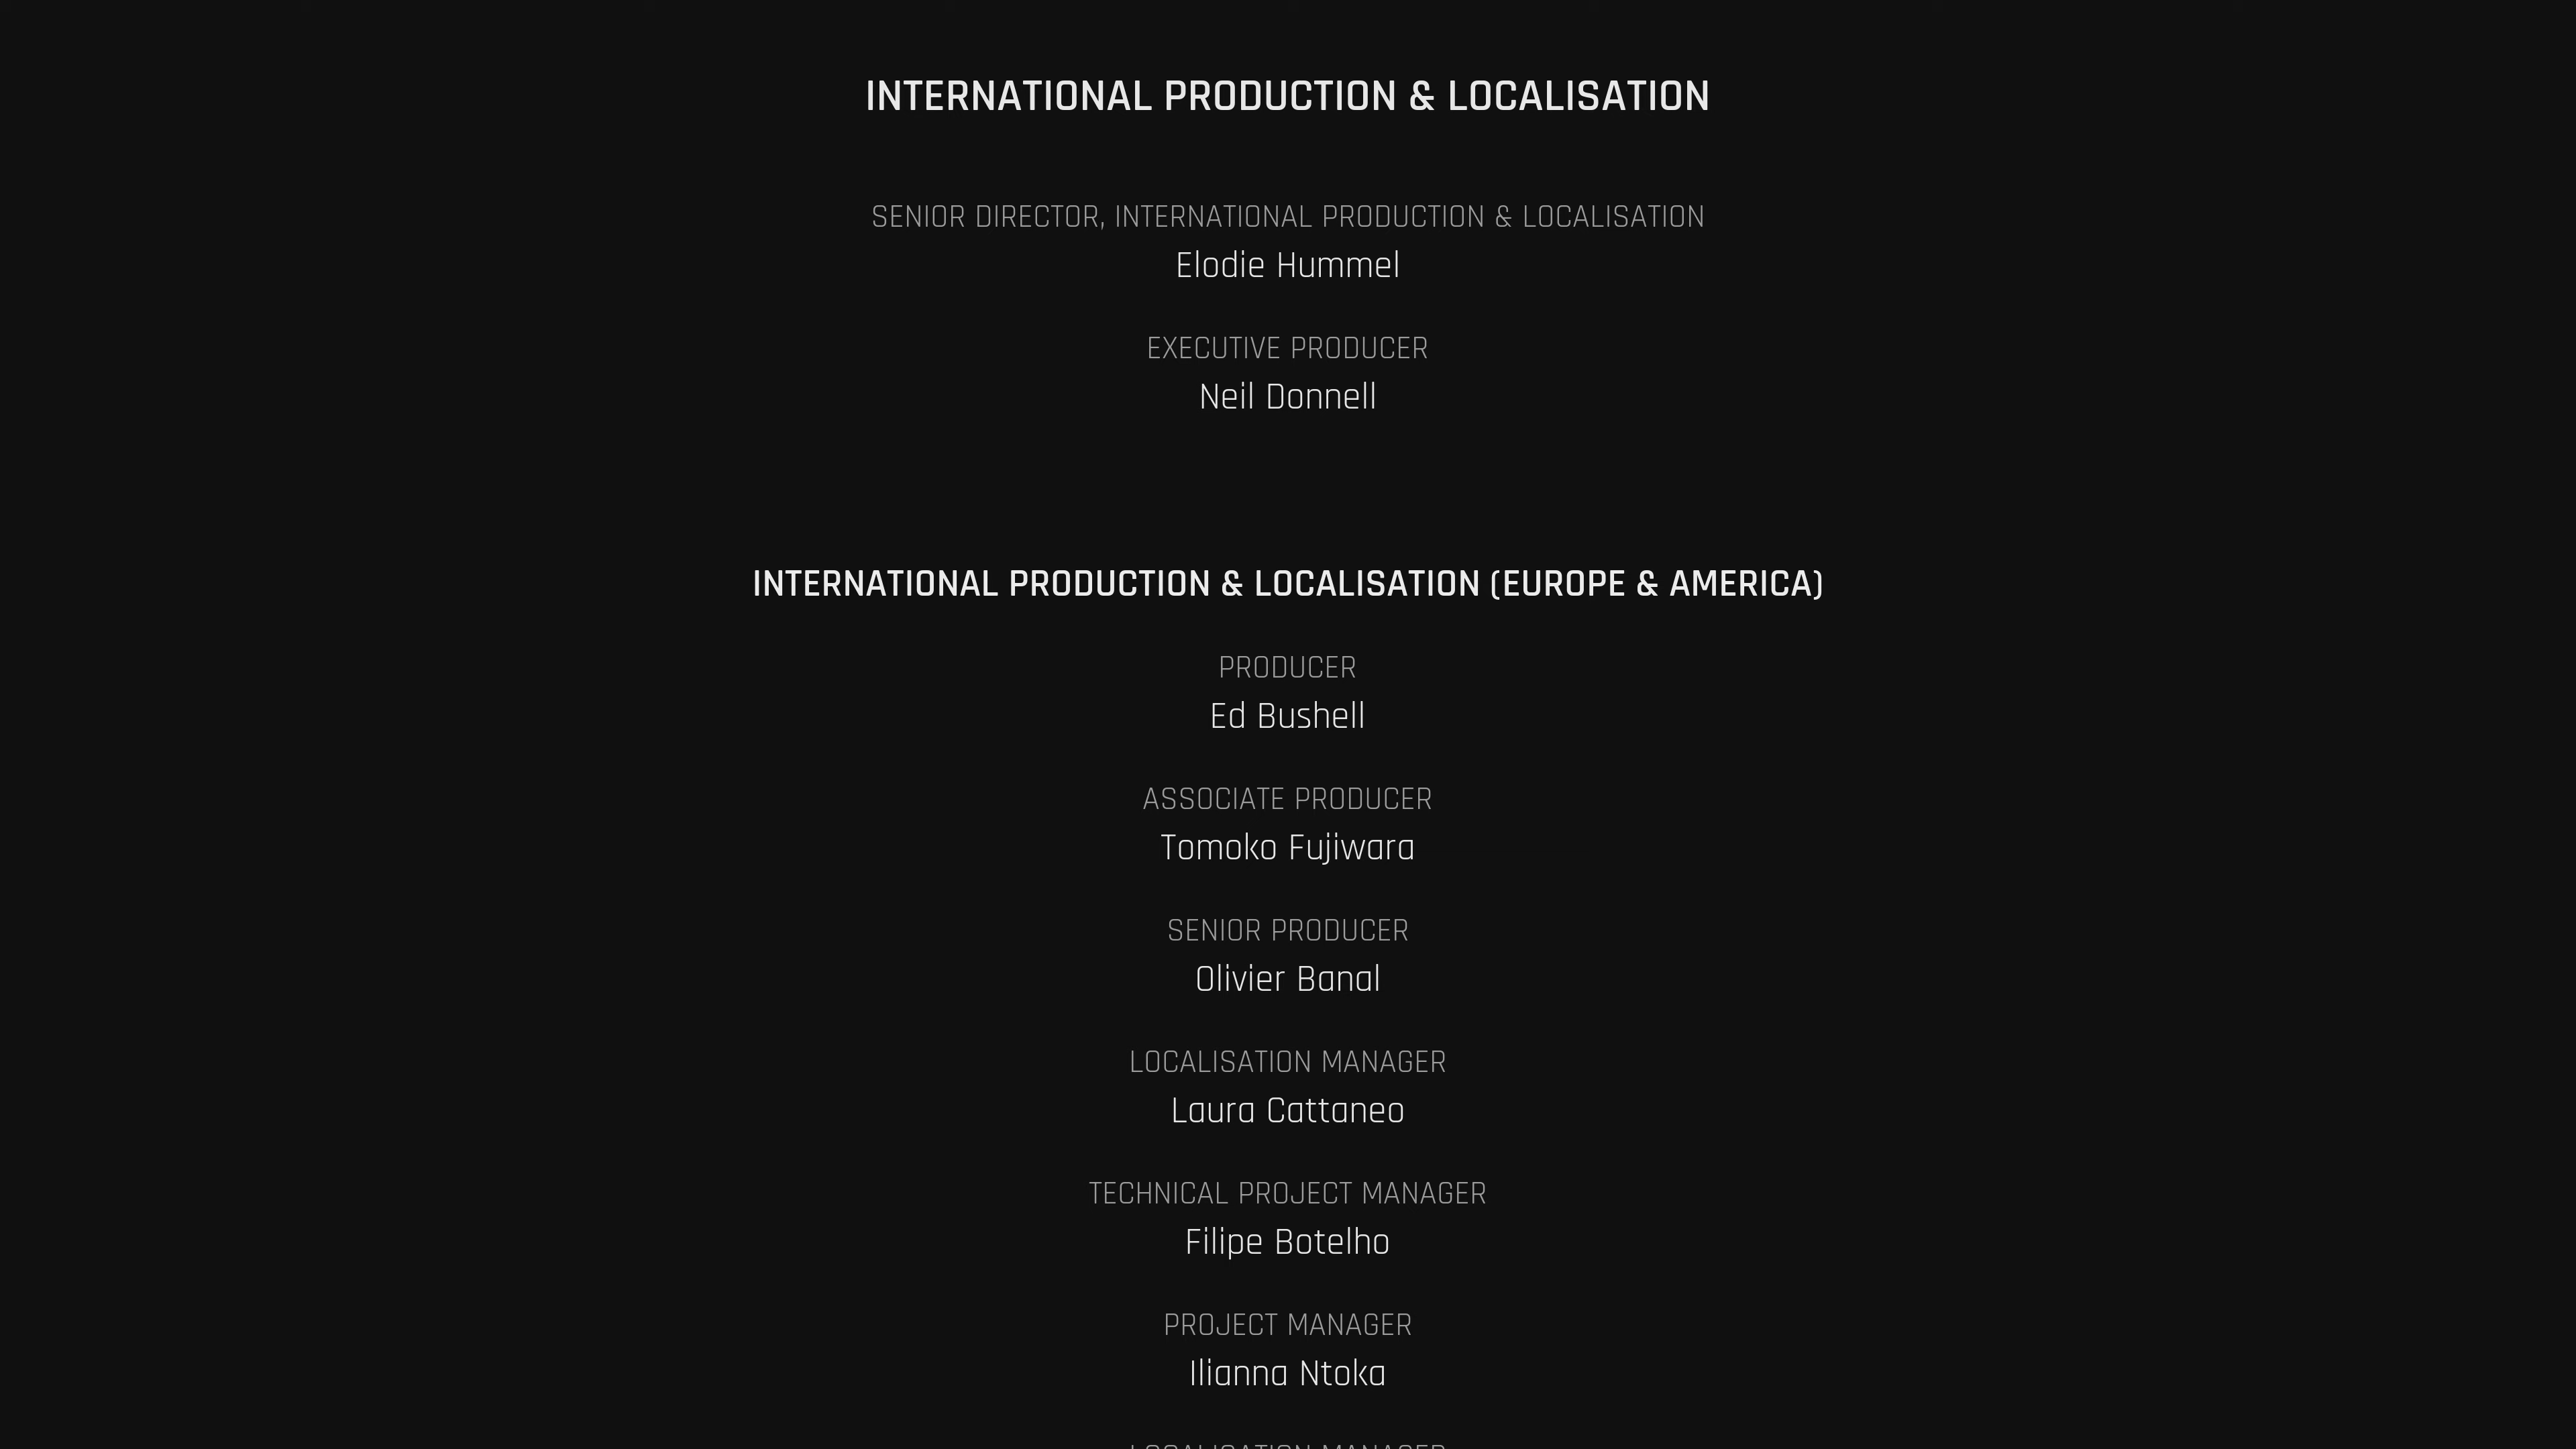 INTERNATIONAL PRODUCTION & LOCALISATION
SENIOR DIRECTOR, INTERNATIONAL PRODUCTION & LOCALISATION
Elodie Hummel
EXECUTIVE PRODUCER
Neil Donnell
INTERNATIONAL PRODUCTION & LOCALISATION (EUROPE & AMERICA)
PRODUCER
Ed Bushell
ASSOCIATE PRODUCER
Tomoko Fujiwara
SENIOR PRODUCER
Olivier Banal
LOCALISATION MANAGER
Laura Cattaneo
TECHNICAL PROJECT MANAGER
Filipe Botelho
PROJECT MANAGER
Ilianna Ntoka
LOCALISATION MANAGER